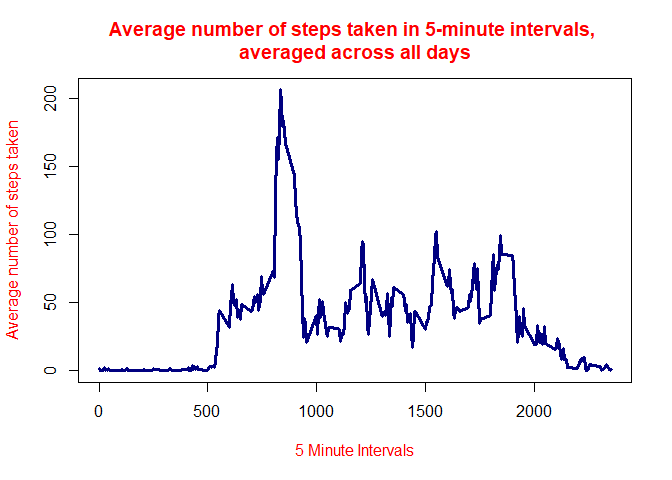 Average number of steps taken in 5-minute intervals,
averaged across all days
Average number of steps taken
200
150
100
50
0
0 500 1000 1500 2000
5 Minute Intervals